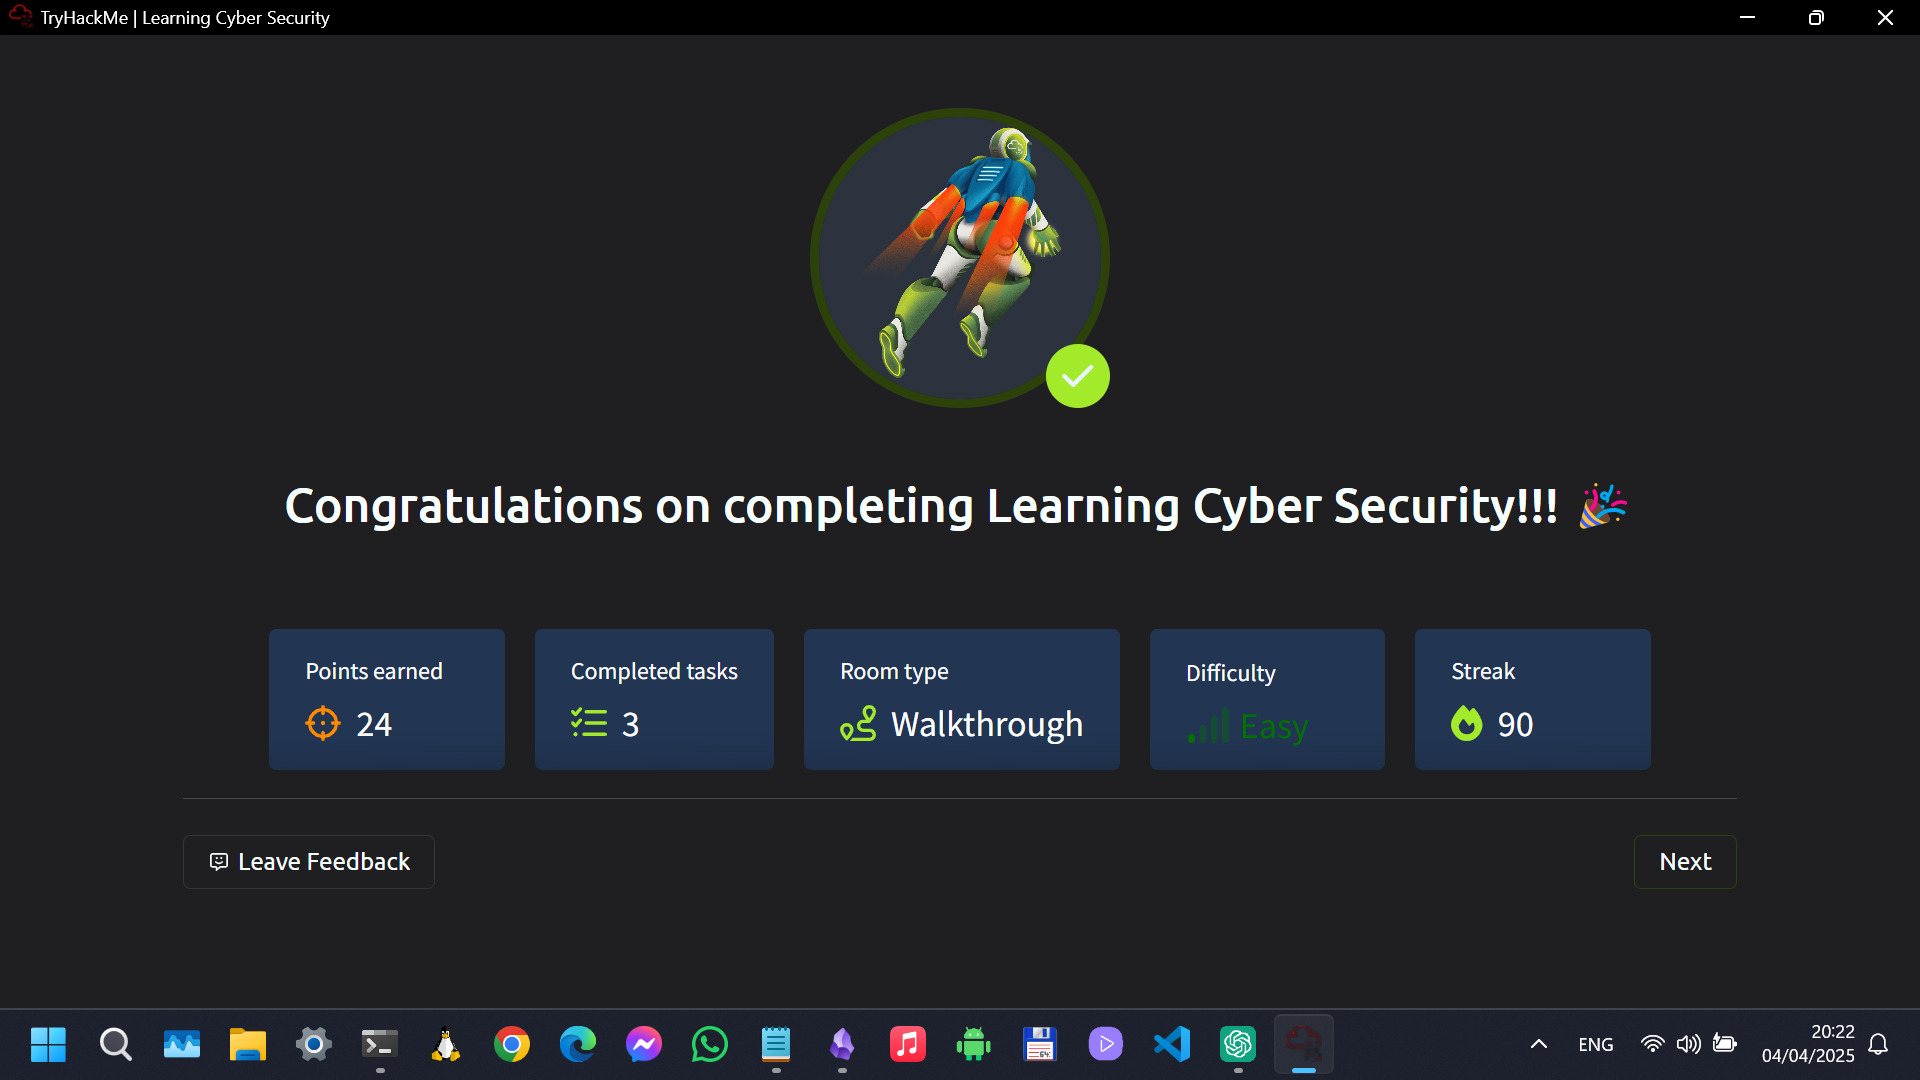 TryHackMe | Learning Cyber Security
Congratulations on completing Learning Cyber Security!!! 🎉
Points earned
24
Completed tasks
3
Room type
Walkthrough
Difficulty
Easy
Streak
90
Leave Feedback
Next
64
ENG
20:22
04/04/2025